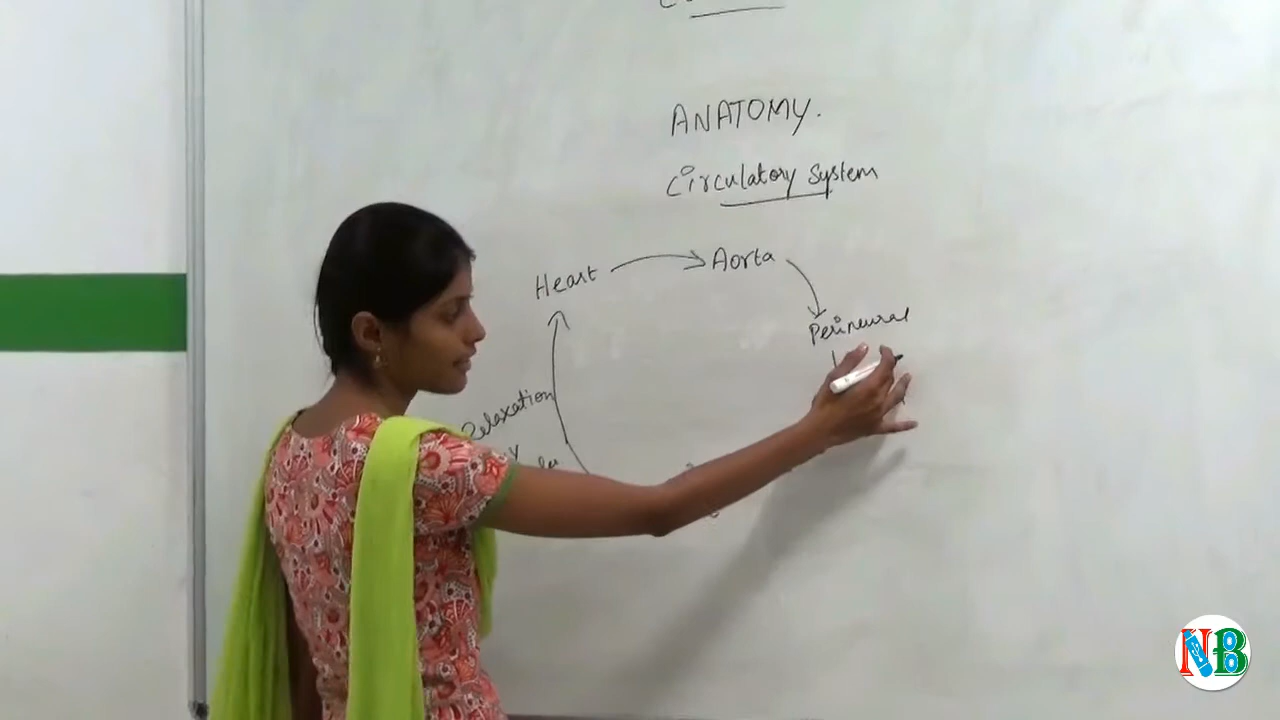 ANATOMY.
Circulatory System
Heart
Aorta
Perineural
Relaxation
NB